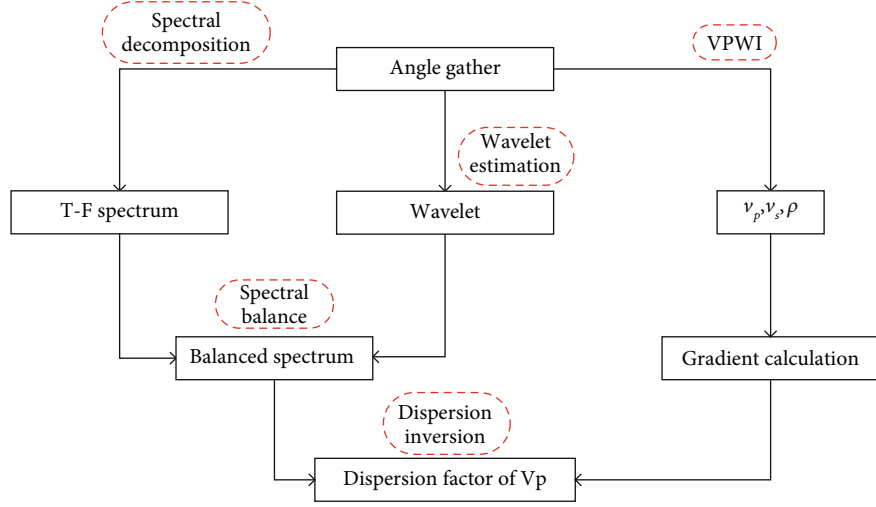 Spectral
decomposition
VPWI
Angle gather
Wavelet
estimation
T-F spectrum
Wavelet
v_p, v_s, ρ
Spectral
balance
Balanced spectrum
Gradient calculation
Dispersion
inversion
Dispersion factor of Vp